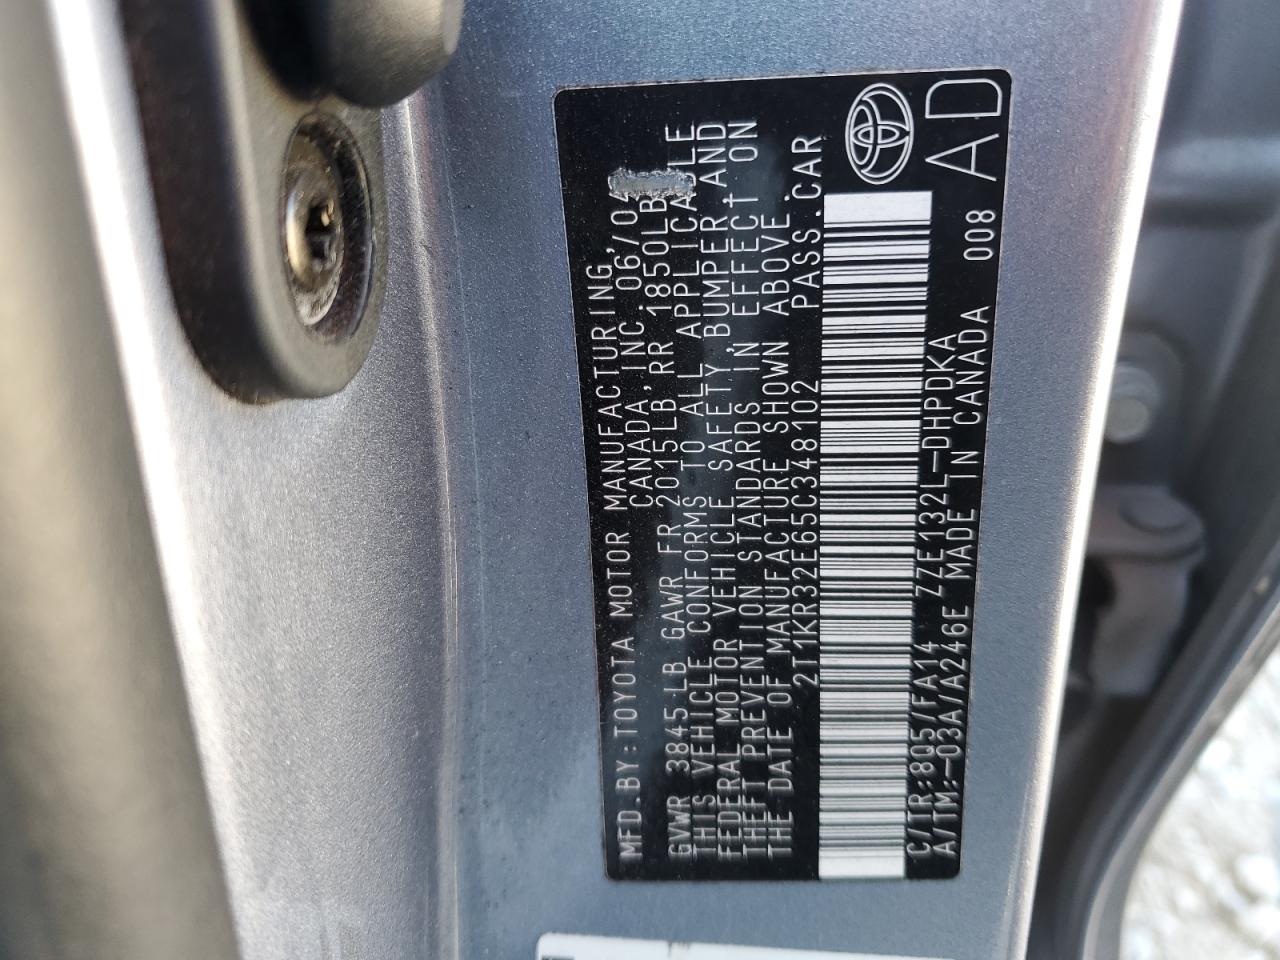 MFD.BY:TOYOTA MOTOR MANUFACTURING,
CANADA,INC. 06/04
GVWR 3845 LB GAWR FR 2015LB,RR 1850LB
THIS VEHICLE CONFORMS TO ALL APPLICABLE
FEDERAL MOTOR VEHICLE SAFETY,BUMPER,AND
THEFT PREVENTION STANDARDS IN EFFECT ON
THE DATE OF MANUFACTURE SHOWN ABOVE.
2T1KR32E65C348102 PASS.CAR
C/TR:8Q5/FA14 ZZE132L-DHPDKA
A/TM:-03A/A246E MADE IN CANADA 008
AD